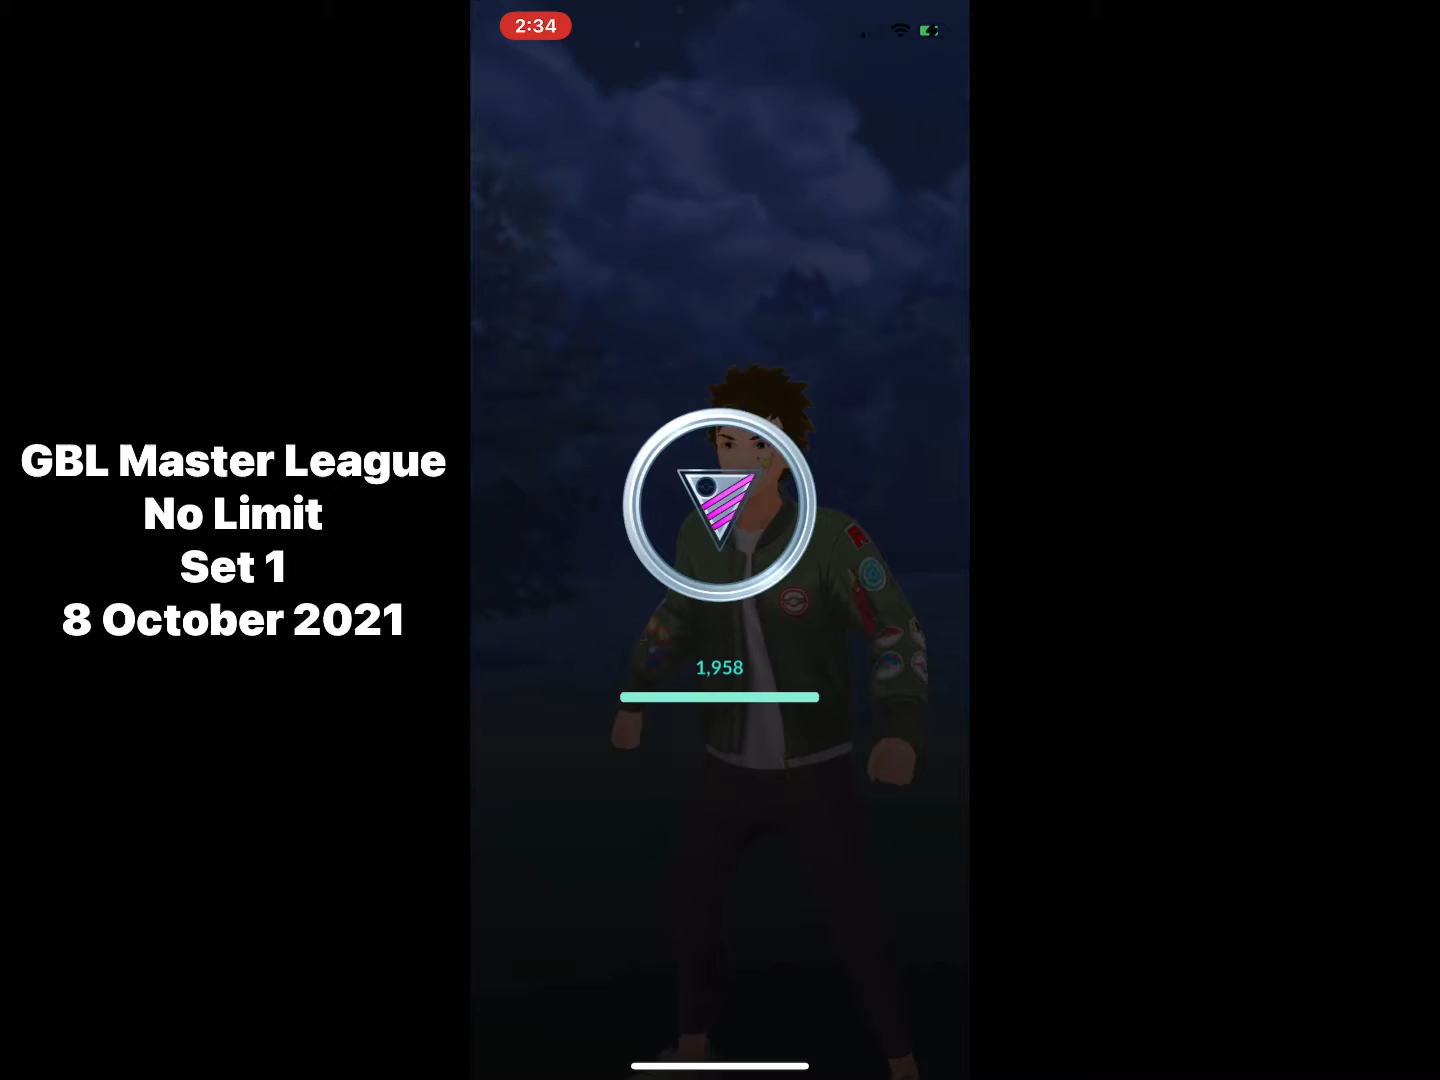 2:34
GBL Master League
No Limit
Set 1
8 October 2021
1,958